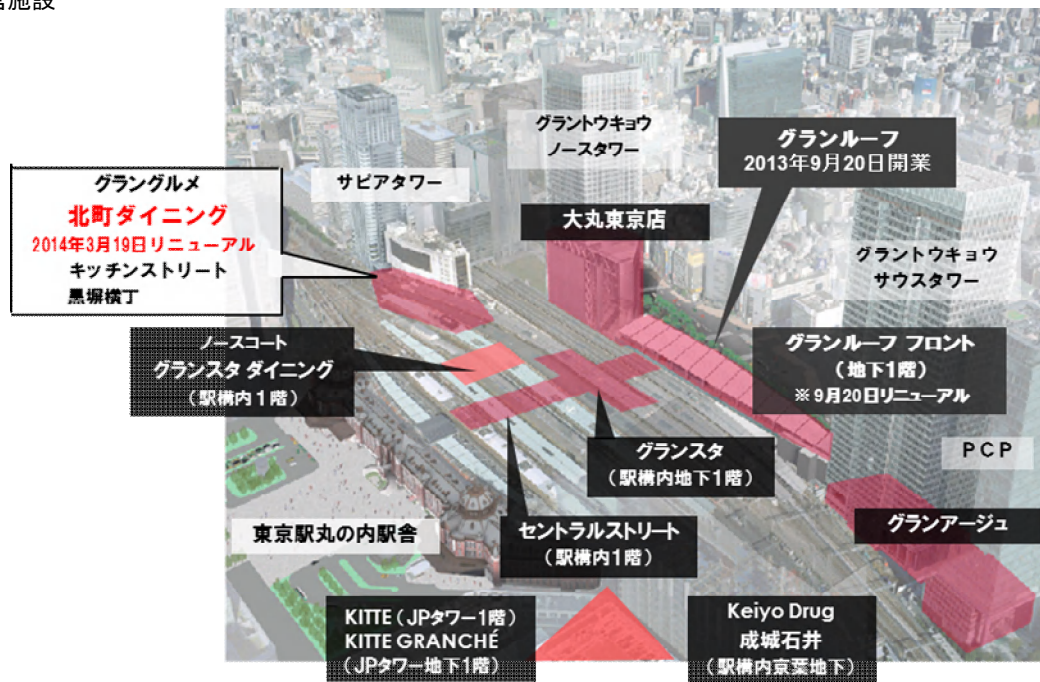 営施設
グラントウキョウ
ノースタワー
グランルーフ
2013年9月20日開業
サピアタワー
グラングルメ
北町ダイニング
2014年3月19日リニューアル
キッチンストリート
黒塀横丁
大丸東京店
グラントウキョウ
サウスタワー
ノースコート
グランスタ ダイニング
(駅構内1階)
グランルーフ フロント
(地下1階)
※9月20日リニューアル
グランスタ
(駅構内地下1階)
PCP
グランアージュ
東京駅丸の内駅舎
セントラルストリート
(駅構内1階)
KITTE(JPタワー1階)
KITTE GRANCHÉ
(JPタワー地下1階)
Keiyo Drug
成城石井
(駅構内京葉地下)